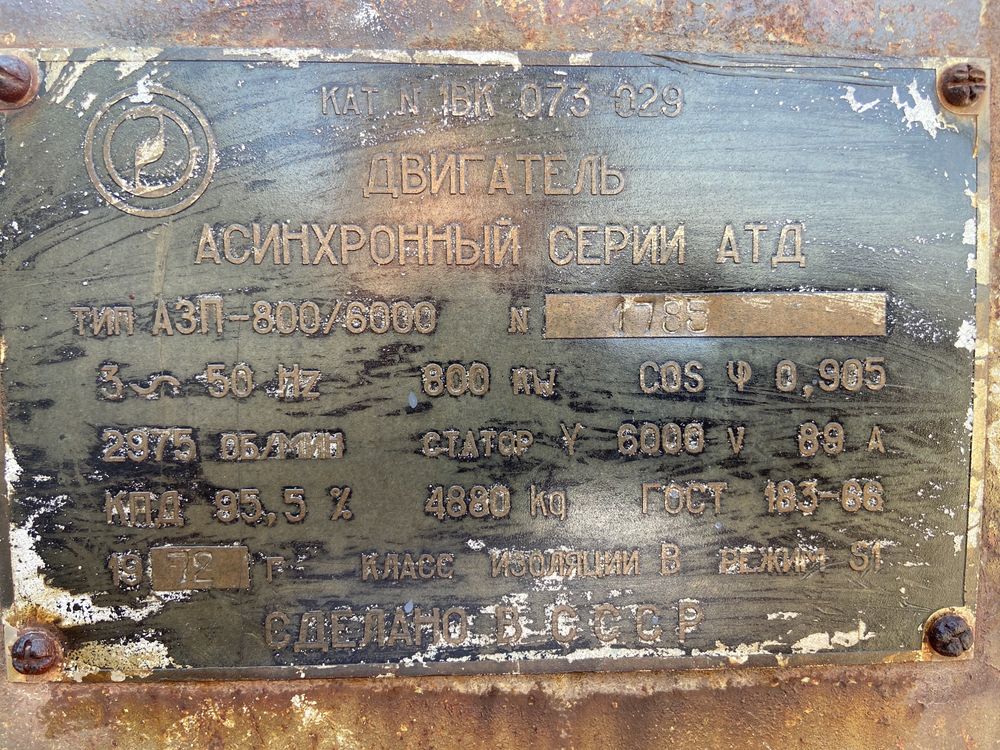 КАТ N 1ВК 073 029
ДВИГАТЕЛЬ
АСИНХРОННЫЙ СЕРИИ АТД
ТИП АЗП-800/6000 N 1785
3~ 50 Hz 800 mw COS φ 0,905
2975 ОБ/МИН СТАТОР Y 6000 V 89 A
КПД 95,5 % 4880 Kg ГОСТ 183-66
1972 Г КЛАСС ИЗОЛЯЦИИ В РЕЖИМ S1
СДЕЛАНО В СССР